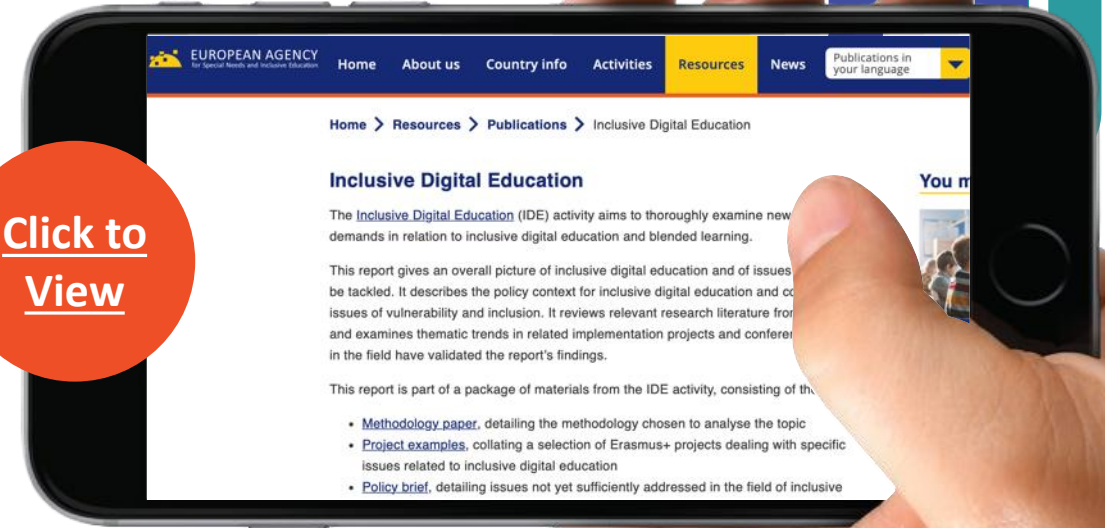 EUROPEAN AGENCY
for Special Needs and Inclusive Education
Home About us Country info Activities Resources News
Publications in
your language
Home > Resources > Publications > Inclusive Digital Education
Inclusive Digital Education
You m
The Inclusive Digital Education (IDE) activity aims to thoroughly examine new
demands in relation to inclusive digital education and blended learning.
This report gives an overall picture of inclusive digital education and of issues
be tackled. It describes the policy context for inclusive digital education and co
issues of vulnerability and inclusion. It reviews relevant research literature from
and examines thematic trends in related implementation projects and conferen
in the field have validated the report's findings.
This report is part of a package of materials from the IDE activity, consisting of the
• Methodology paper, detailing the methodology chosen to analyse the topic
• Project examples, collating a selection of Erasmus+ projects dealing with specific
issues related to inclusive digital education
• Policy brief, detailing issues not yet sufficiently addressed in the field of inclusive
Click to
View